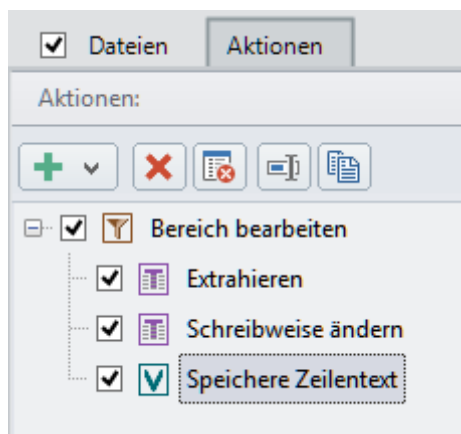 Dateien Aktionen
Aktionen:
Bereich bearbeiten
Extrahieren
Schreibweise ändern
Speichere Zeilentext